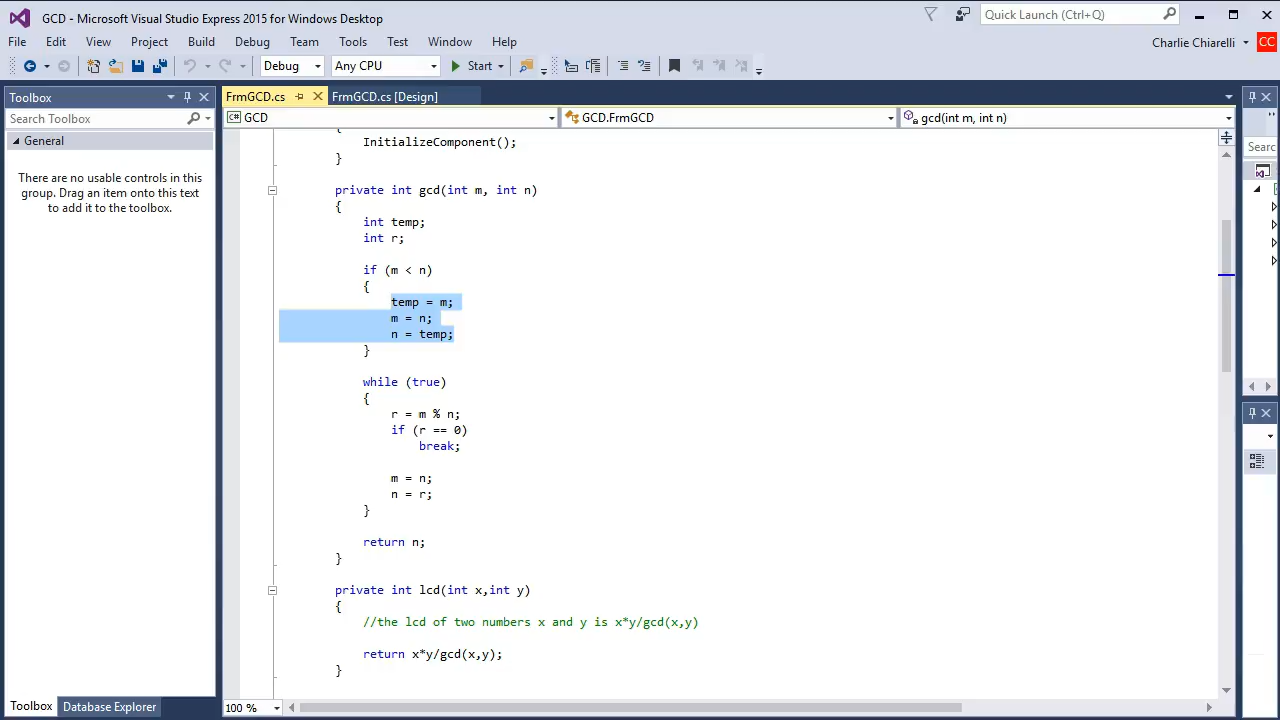 GCD - Microsoft Visual Studio Express 2015 for Windows Desktop
Quick Launch (Ctrl+Q)
File Edit View Project Build Debug Team Tools Test Window Help
Charlie Chiarelli CC
Debug Any CPU Start
Toolbox
FrmGCD.cs FrmGCD.cs [Design]
Search Toolbox
C# GCD GCD.FrmGCD gcd(int m, int n)
General
There are no usable controls in this
group. Drag an item onto this text
to add it to the toolbox.
Searc
{
InitializeComponent();
}
private int gcd(int m, int n)
{
int temp;
int r;
if (m < n)
{
temp = m;
m = n;
n = temp;
}
while (true)
{
r = m % n;
if (r == 0)
break;
m = n;
n = r;
}
return n;
}
private int lcd(int x,int y)
{
//the lcd of two numbers x and y is x*y/gcd(x,y)
return x*y/gcd(x,y);
}
Toolbox Database Explorer
100 %